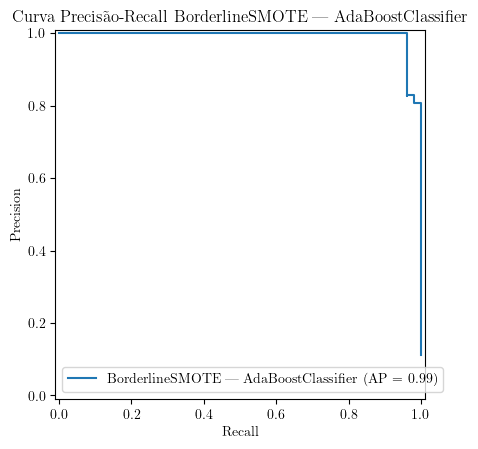 Curva Precisão-Recall BorderlineSMOTE — AdaBoostClassifier
1.0
0.8
0.6
0.4
0.2
0.0
Precision
BorderlineSMOTE — AdaBoostClassifier (AP = 0.99)
0.0 0.2 0.4 0.6 0.8 1.0
Recall